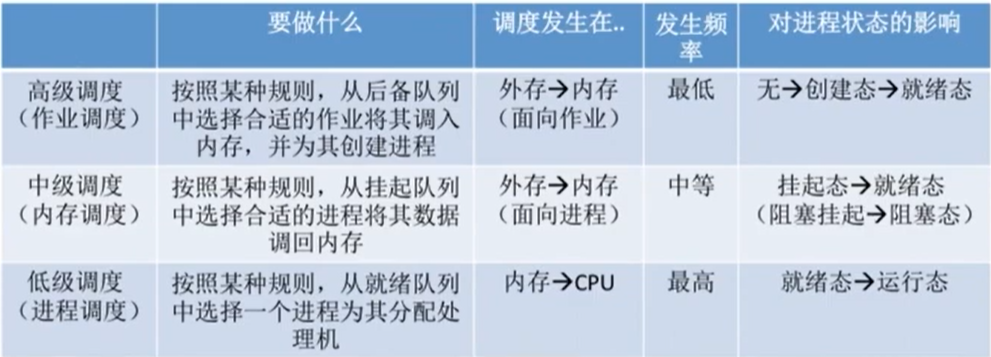 要做什么 调度发生在.. 发生频率 对进程状态的影响
高级调度
（作业调度）
按照某种规则，从后备队列
中选择合适的作业将其调入
内存，并为其创建进程
外存→内存
（面向作业）
最低
无→创建态→就绪态
中级调度
（内存调度）
按照某种规则，从挂起队列
中选择合适的进程将其数据
调回内存
外存→内存
（面向进程）
中等
挂起态→就绪态
（阻塞挂起→阻塞态）
低级调度
（进程调度）
按照某种规则，从就绪队列
中选择一个进程为其分配处
理机
内存→CPU
最高
就绪态→运行态